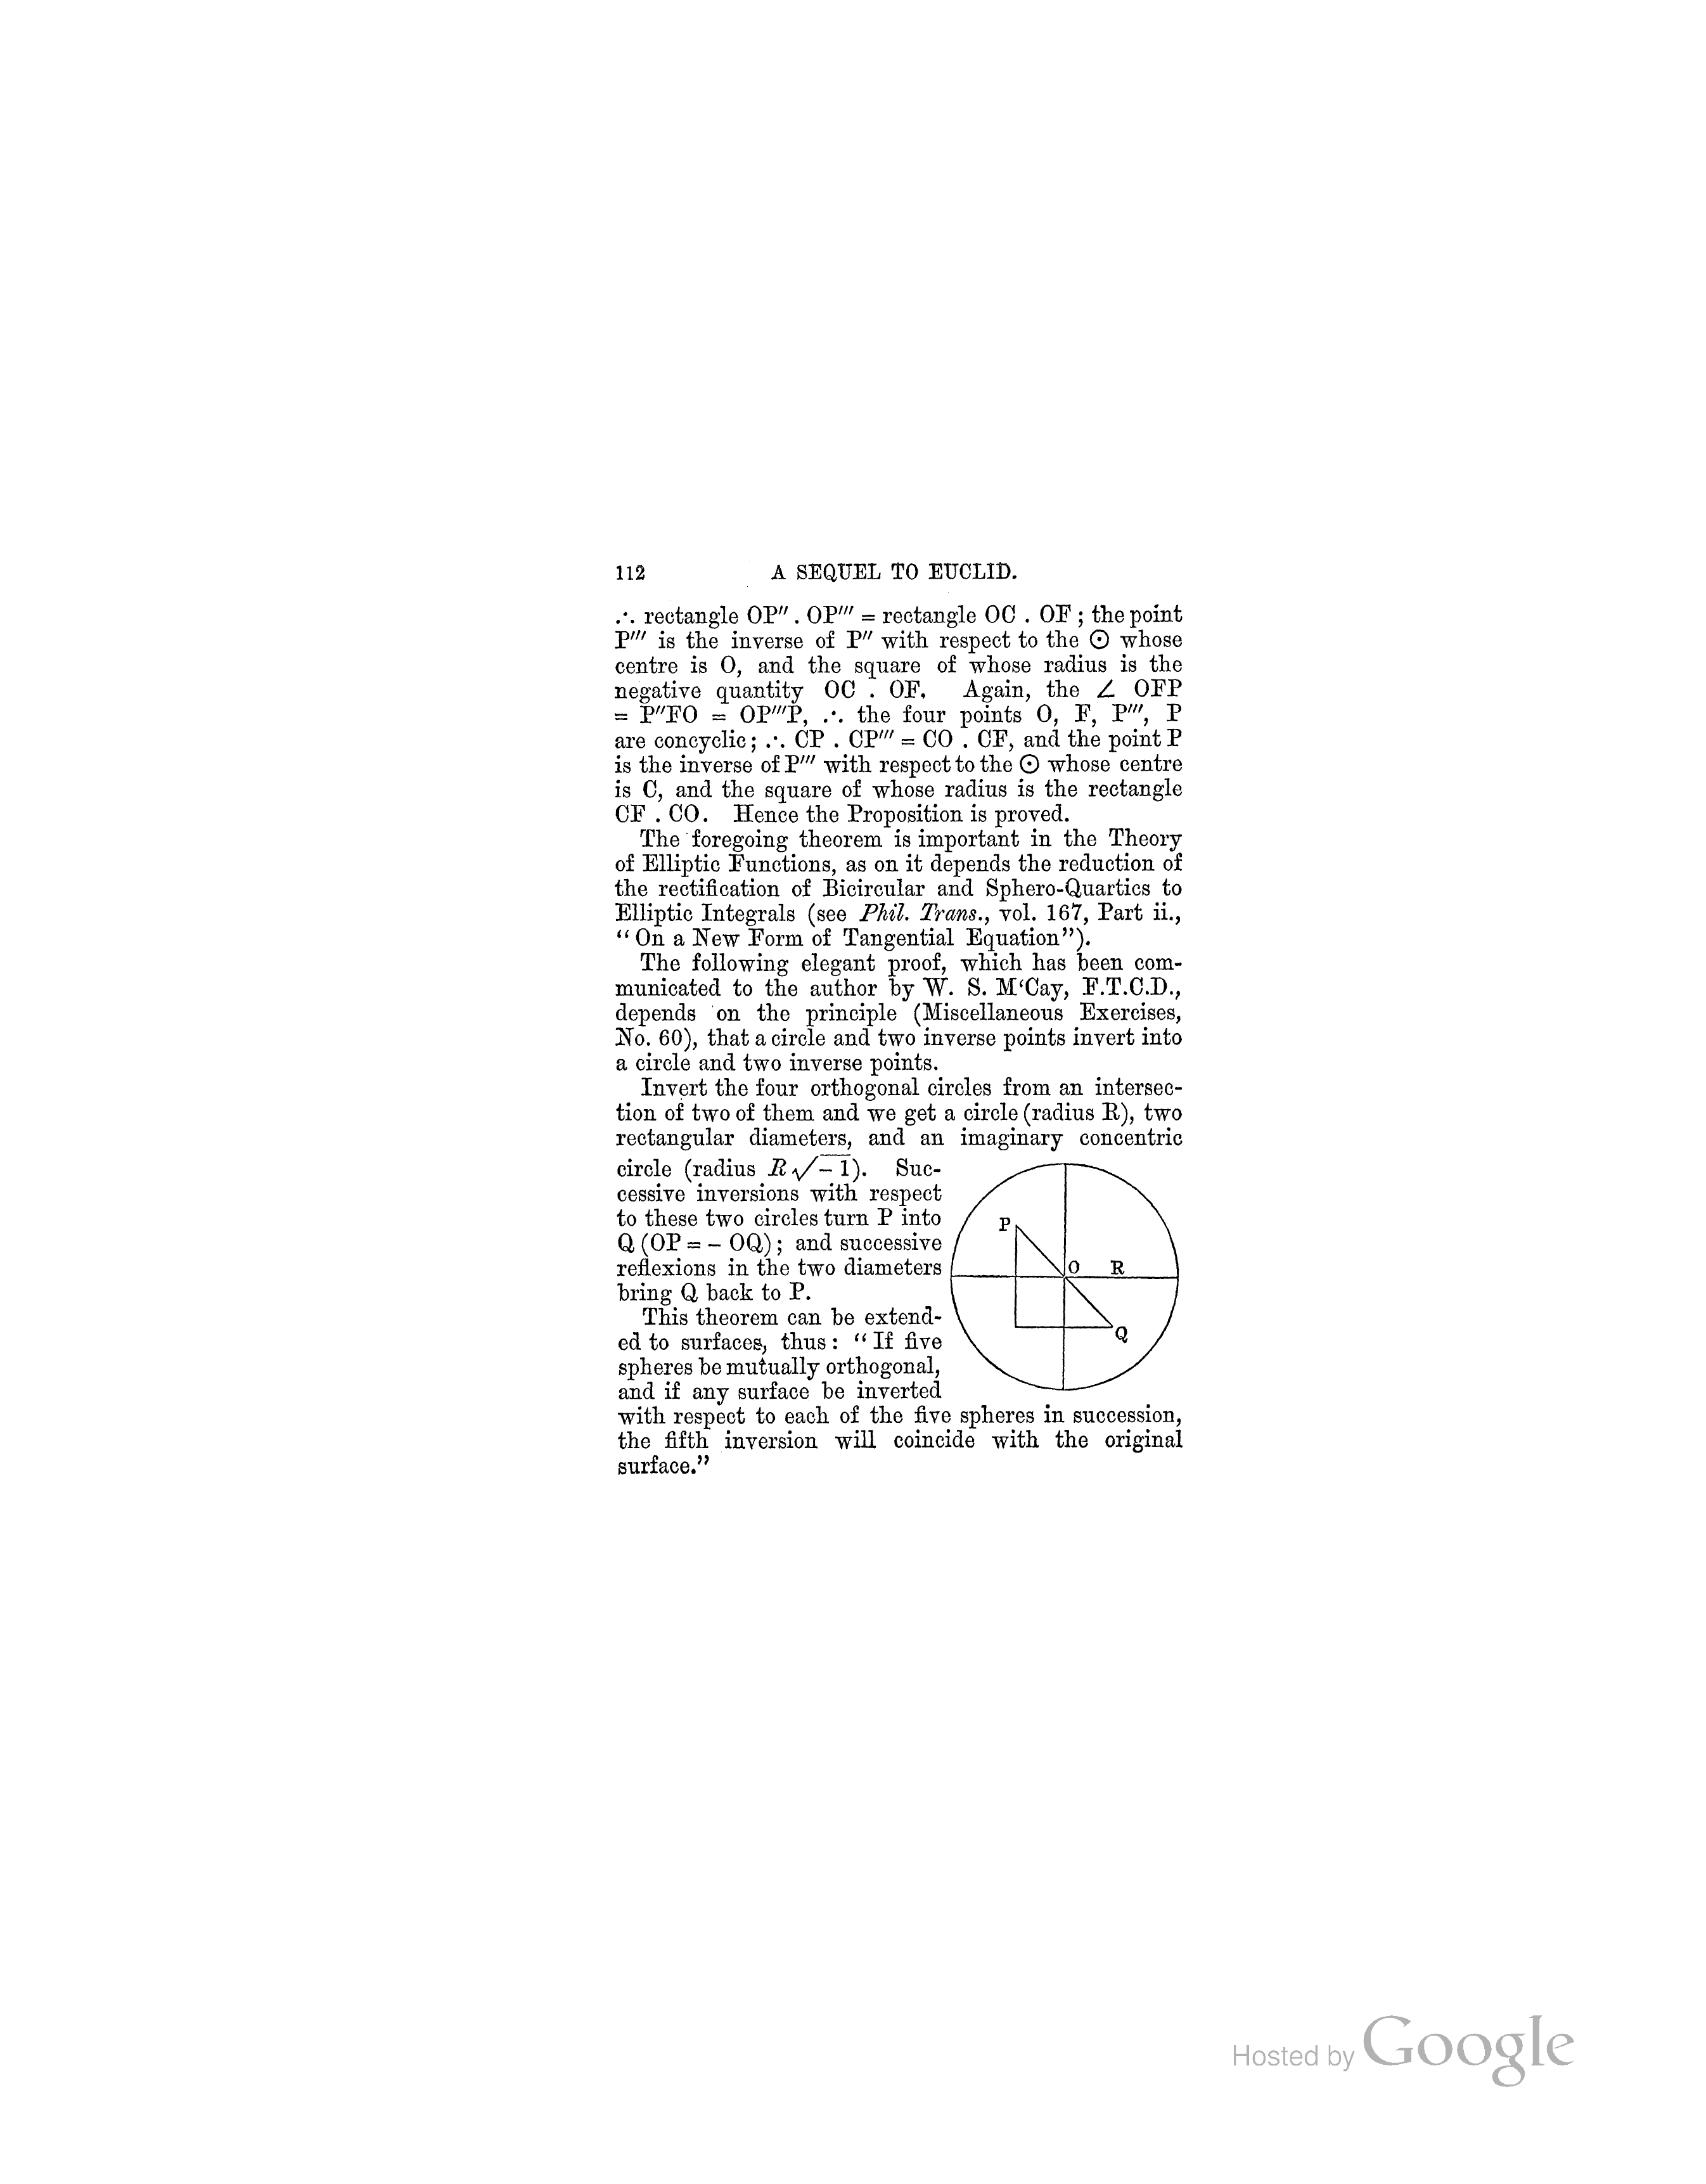 112 A SEQUEL TO EUCLID.
∴ rectangle OP″ . OP‴ = rectangle OC . OF ; the point
P‴ is the inverse of P″ with respect to the ⊙ whose
centre is O, and the square of whose radius is the
negative quantity OC . OF. Again, the ∠ OFP
= P″FO = OP‴P, ∴ the four points O, F, P‴, P
are concyclic ; ∴ CP . CP‴ = CO . CF, and the point P
is the inverse of P‴ with respect to the ⊙ whose centre
is C, and the square of whose radius is the rectangle
CF . CO. Hence the Proposition is proved.
The foregoing theorem is important in the Theory
of Elliptic Functions, as on it depends the reduction of
the rectification of Bicircular and Sphero-Quartics to
Elliptic Integrals (see Phil. Trans., vol. 167, Part ii.,
“On a New Form of Tangential Equation”).
The following elegant proof, which has been com-
municated to the author by W. S. M‘Cay, F.T.C.D.,
depends on the principle (Miscellaneous Exercises,
No. 60), that a circle and two inverse points invert into
a circle and two inverse points.
Invert the four orthogonal circles from an intersec-
tion of two of them and we get a circle (radius R), two
rectangular diameters, and an imaginary concentric
circle (radius R√−1). Suc-
cessive inversions with respect
to these two circles turn P into
Q (OP = − OQ) ; and successive
reflexions in the two diameters
bring Q back to P.
This theorem can be extend-
ed to surfaces, thus : “If five
spheres be mutually orthogonal,
and if any surface be inverted
with respect to each of the five spheres in succession,
the fifth inversion will coincide with the original
surface.”
P
O R
Q
Hosted by Google